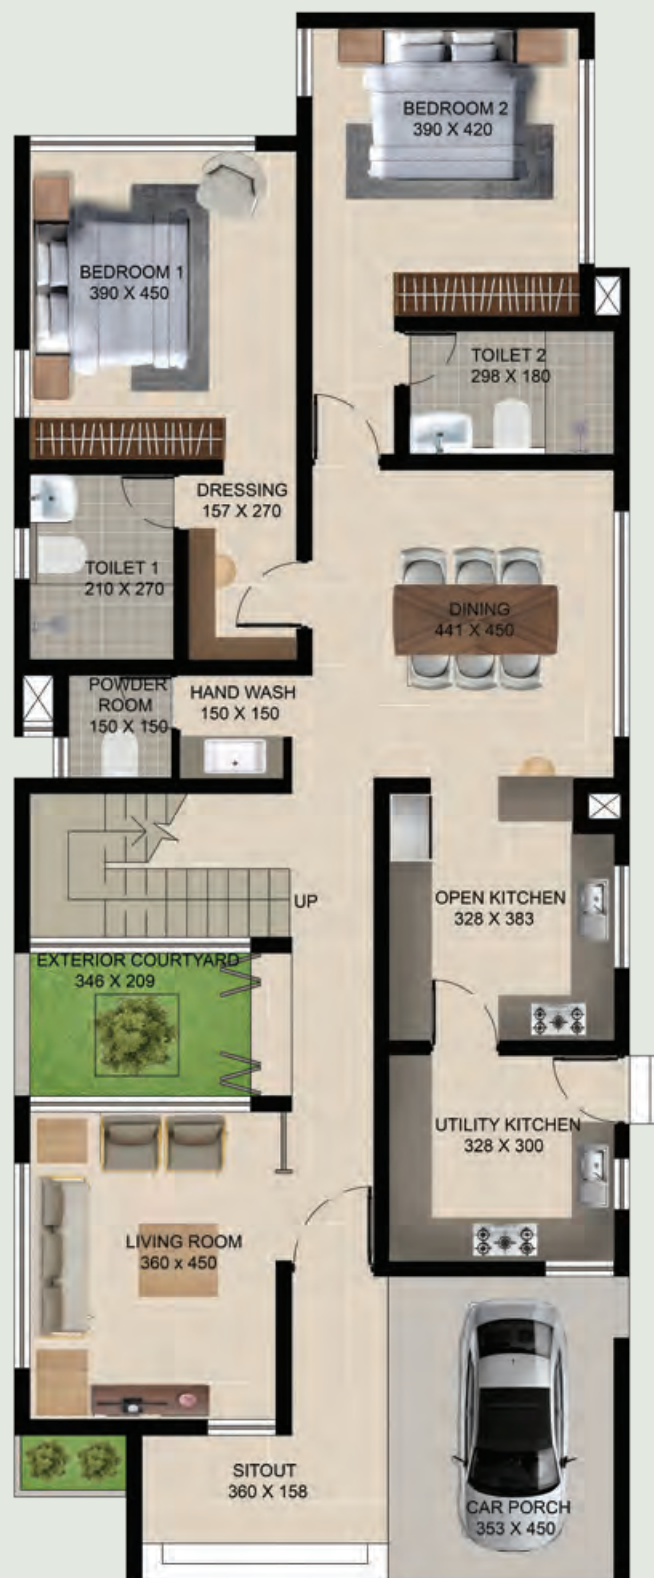 BEDROOM 2
390 X 420
BEDROOM 1
390 X 450
TOILET 2
298 X 180
DRESSING
157 X 270
TOILET 1
210 X 270
DINING
441 X 450
POWDER
ROOM
150 X 150
HAND WASH
150 X 150
UP
OPEN KITCHEN
328 X 383
EXTERIOR COURTYARD
346 X 209
UTILITY KITCHEN
328 X 300
LIVING ROOM
360 x 450
SITOUT
360 X 158
CAR PORCH
353 X 450